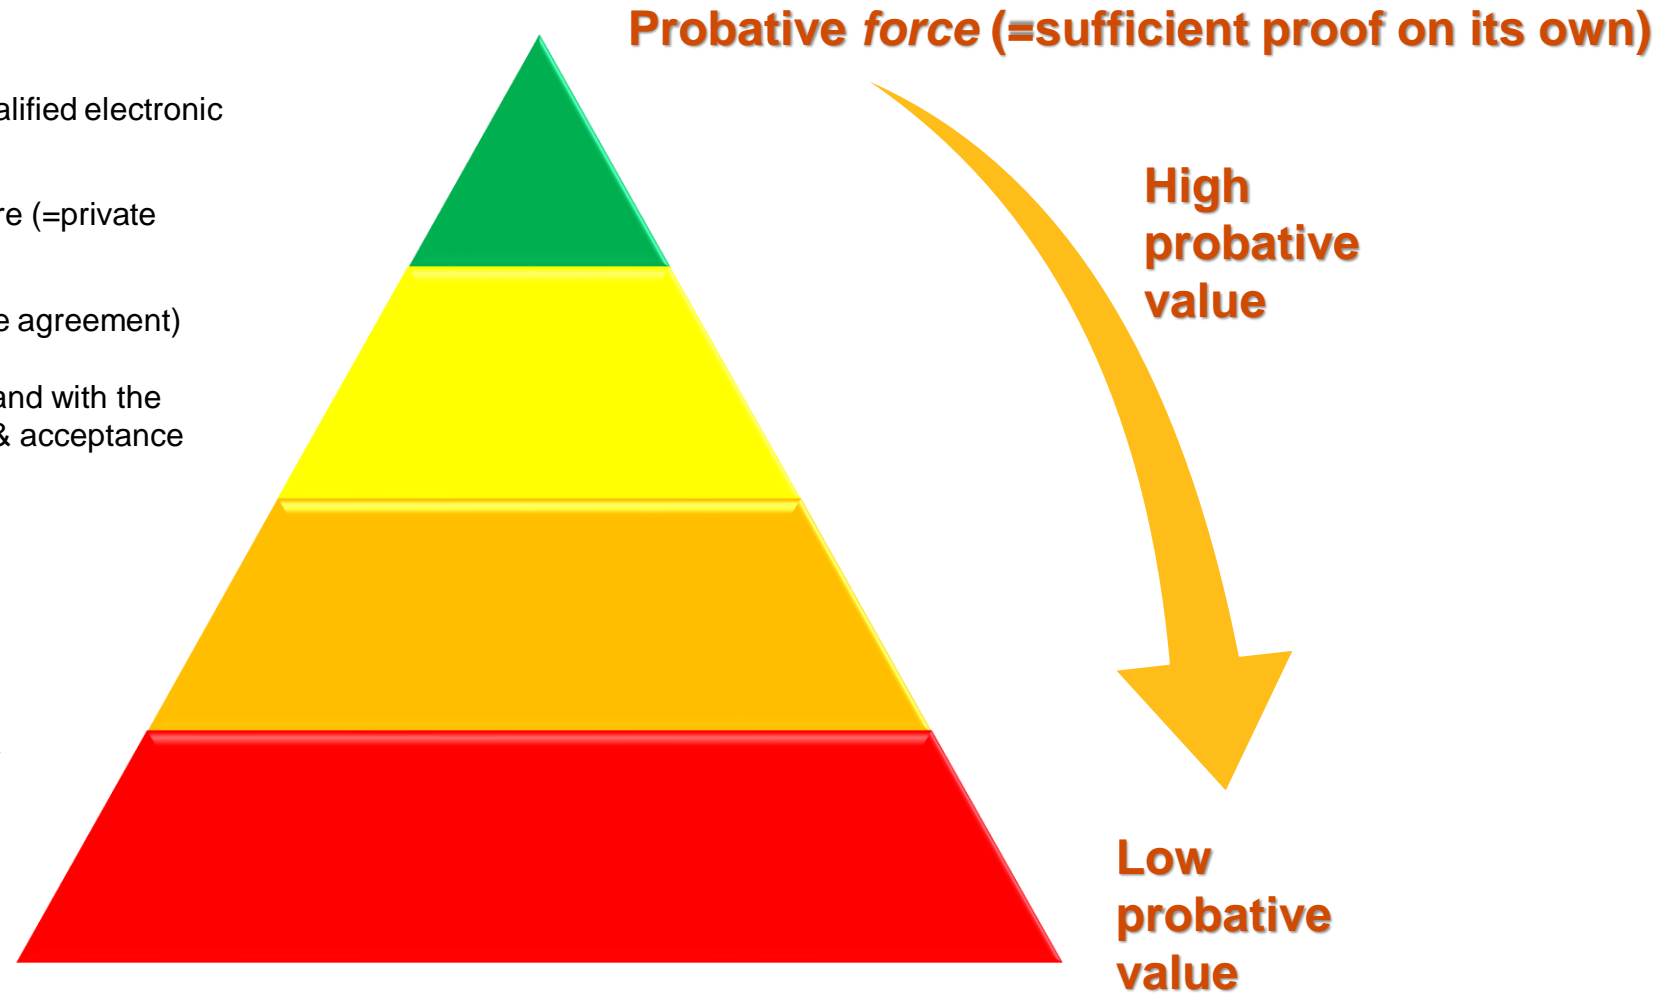 Probative force (=sufficient proof on its own)
alified electronic
re (=private
e agreement)
and with the
& acceptance
High
probative
value
Low
probative
value